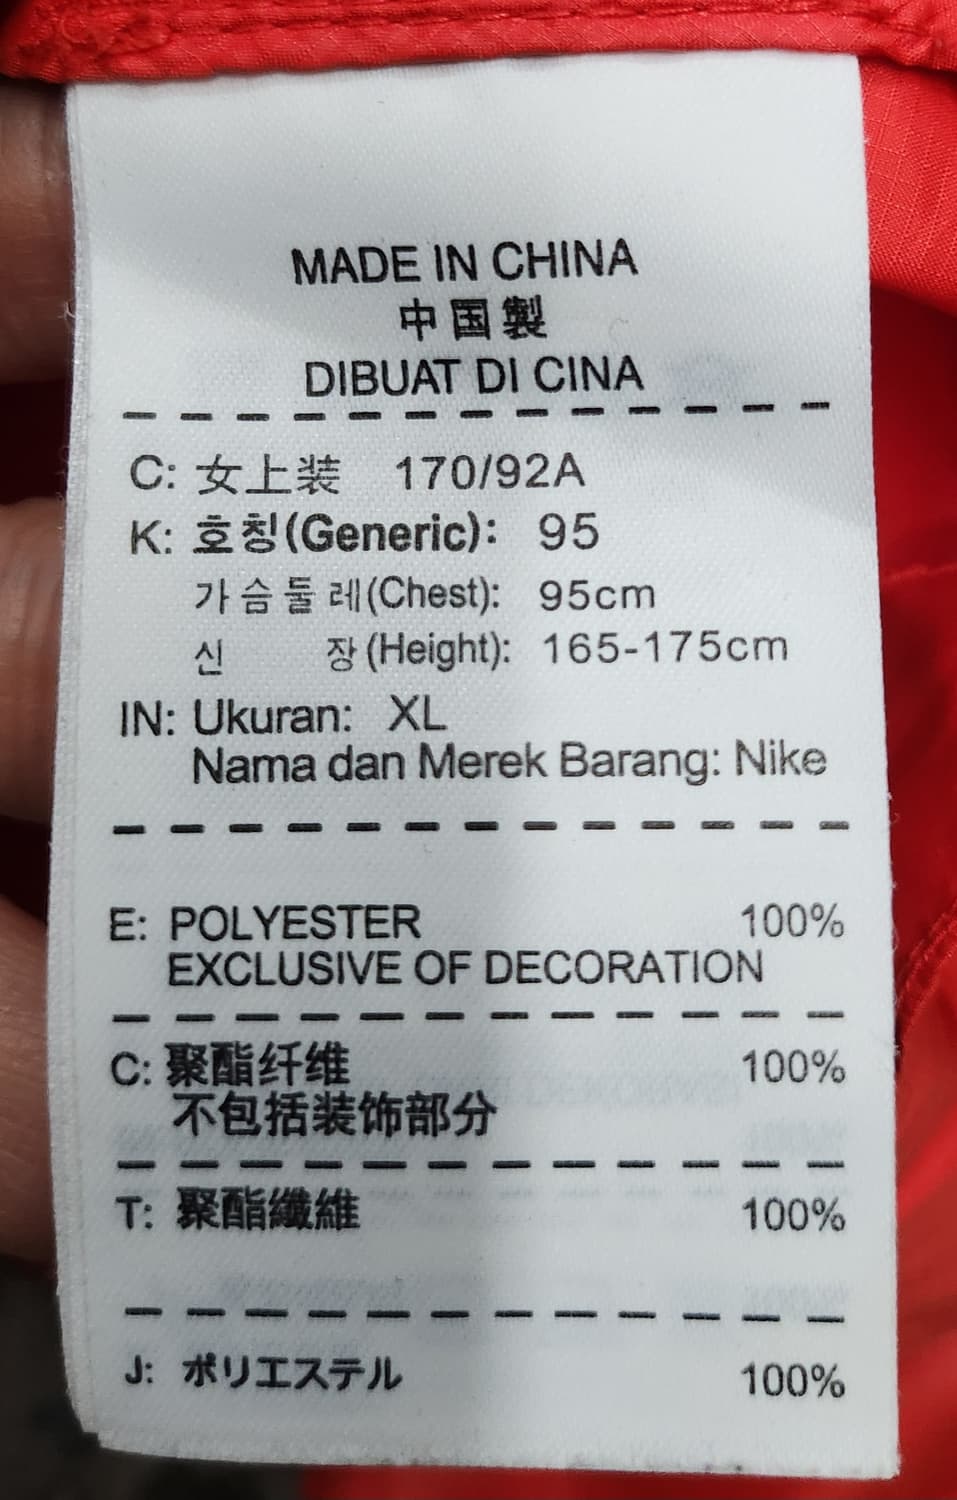 MADE IN CHINA
中国製
DIBUAT DI CINA
C: 女上装 170/92A
K: 호칭(Generic): 95
가슴둘레(Chest): 95cm
신 장(Height): 165-175cm
IN: Ukuran: XL
Nama dan Merek Barang: Nike
E: POLYESTER 100%
EXCLUSIVE OF DECORATION
C: 聚酯纤维 100%
不包括装饰部分
T: 聚酯纖維 100%
J: ポリエステル 100%